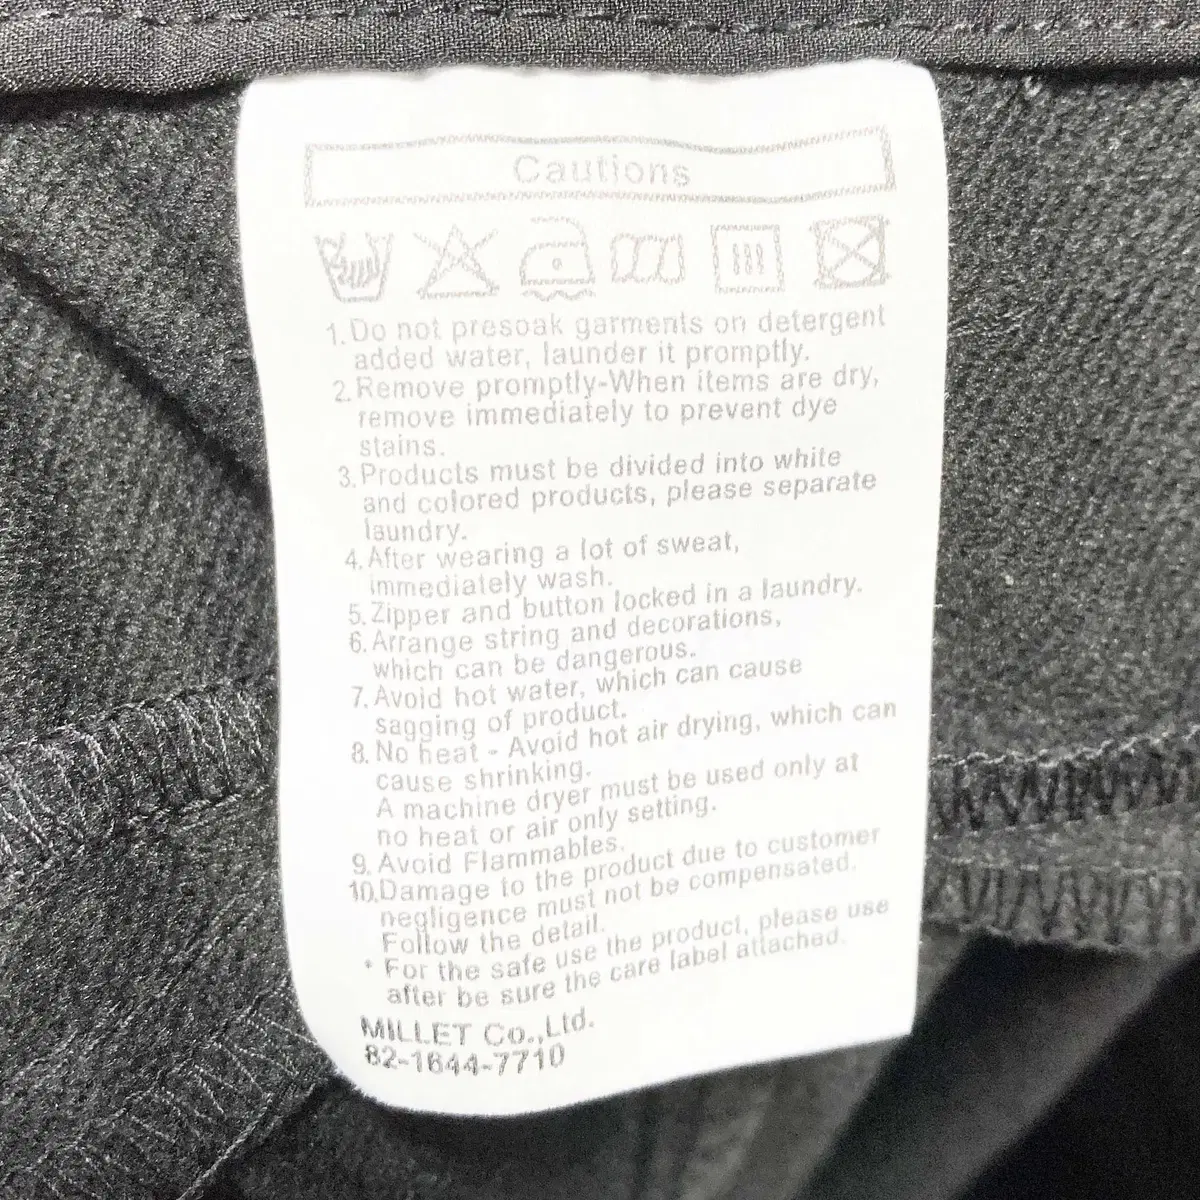 Cautions
1. Do not presoak garments on detergent
added water, launder it promptly.
2. Remove promptly-When items are dry,
remove immediately to prevent dye
stains.
3. Products must be divided into white
and colored products, please separate
laundry.
4. After wearing a lot of sweat,
immediately wash.
5. Zipper and button locked in a laundry.
6. Arrange string and decorations,
which can be dangerous.
7. Avoid hot water, which can cause
sagging of product.
8. No heat - Avoid hot air drying, which can
cause shrinking.
A machine dryer must be used only at
no heat or air only setting.
9. Avoid Flammables.
10. Damage to the product due to customer
negligence must not be compensated.
Follow the detail.
* For the safe use the product, please use
after be sure the care label attached.
MILLET Co.,Ltd.
82-1644-7710